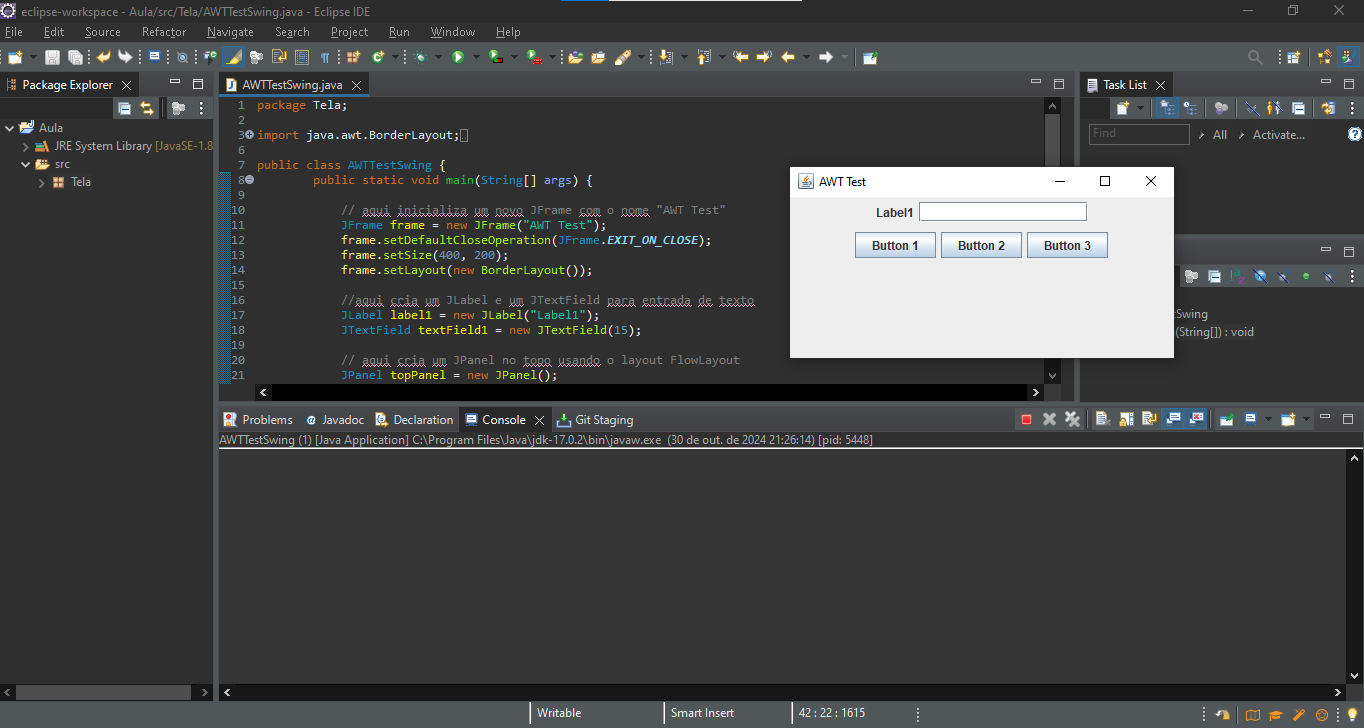 eclipse-workspace - Aula/src/Tela/AWTTestSwing.java - Eclipse IDE
File Edit Source Refactor Navigate Search Project Run Window Help
Package Explorer
Aula
JRE System Library [JavaSE-1.8
src
Tela
AWTTestSwing.java
1 package Tela;
2
3 import java.awt.BorderLayout;
6
7 public class AWTTestSwing {
8 public static void main(String[] args) {
9
10 // aqui inicializa um novo JFrame com o nome "AWT Test"
11 JFrame frame = new JFrame("AWT Test");
12 frame.setDefaultCloseOperation(JFrame.EXIT_ON_CLOSE);
13 frame.setSize(400, 200);
14 frame.setLayout(new BorderLayout());
15
16 //aqui cria um JLabel e um JTextField para entrada de texto
17 JLabel label1 = new JLabel("Label1");
18 JTextField textField1 = new JTextField(15);
19
20 // aqui cria um JPanel no topo usando o layout FlowLayout
21 JPanel topPanel = new JPanel();
Task List
Find All Activate...
AWT Test
Label1
Button 1 Button 2 Button 3
Swing
(String[]) : void
Problems Javadoc Declaration Console Git Staging
AWTTestSwing (1) [Java Application] C:\Program Files\Java\jdk-17.0.2\bin\javaw.exe (30 de out. de 2024 21:26:14) [pid: 5448]
Writable Smart Insert 42 : 22 : 1615